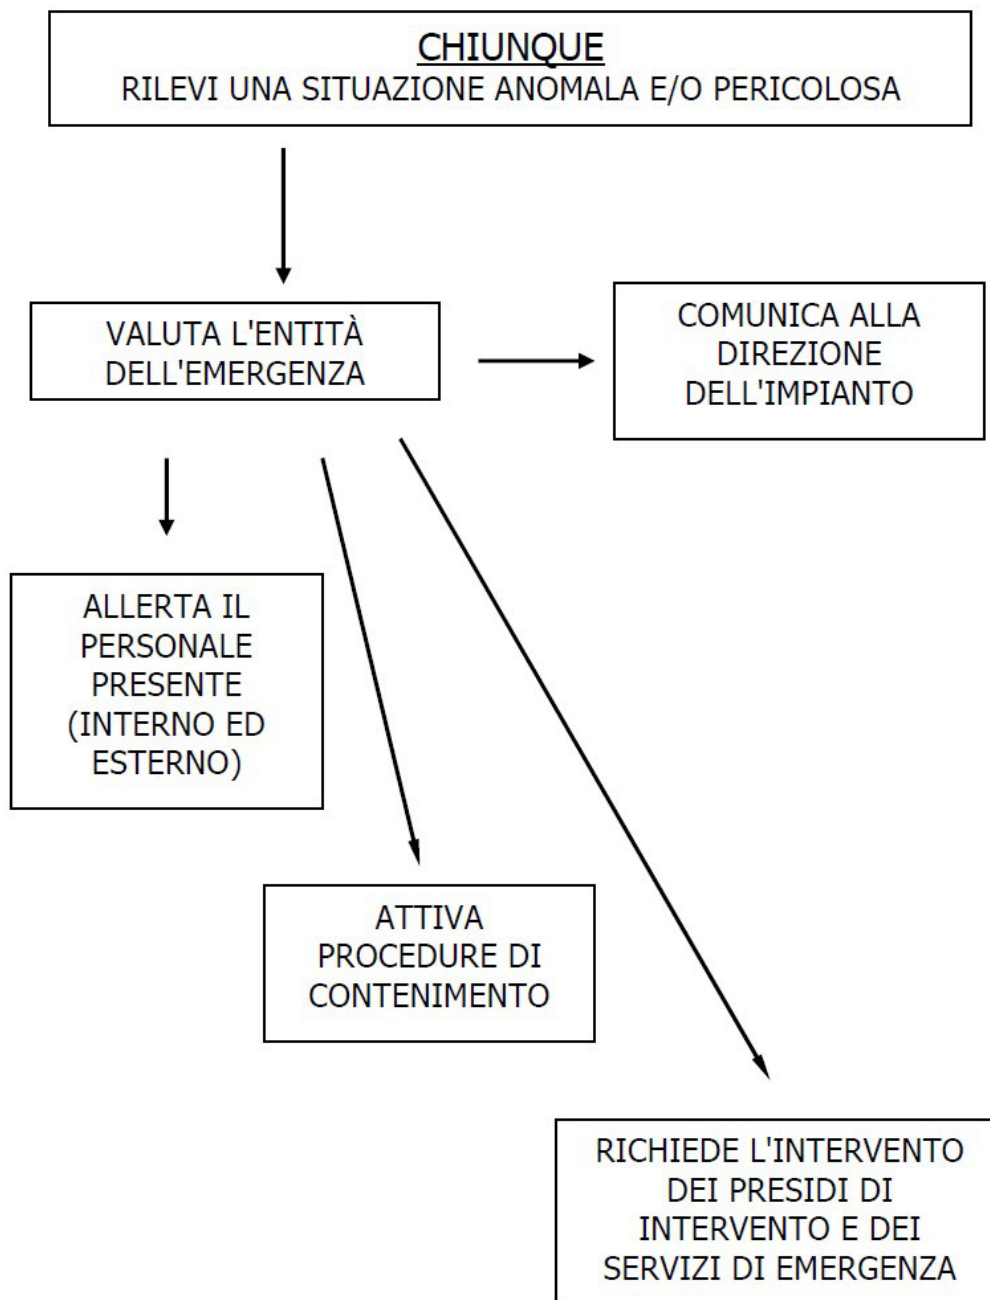 CHIUNQUE
RILEVI UNA SITUAZIONE ANOMALA E/O PERICOLOSA
VALUTA L'ENTITÀ
DELL'EMERGENZA
COMUNICA ALLA
DIREZIONE
DELL'IMPIANTO
ALLERTA IL
PERSONALE
PRESENTE
(INTERNO ED
ESTERNO)
ATTIVA
PROCEDURE DI
CONTENIMENTO
RICHIEDE L'INTERVENTO
DEI PRESIDI DI
INTERVENTO E DEI
SERVIZI DI EMERGENZA